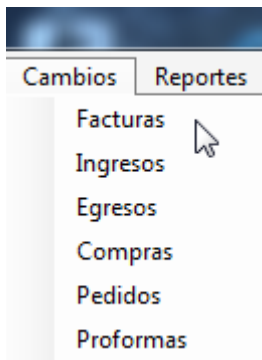 Cambios Reportes
Facturas
Ingresos
Egresos
Compras
Pedidos
Proformas